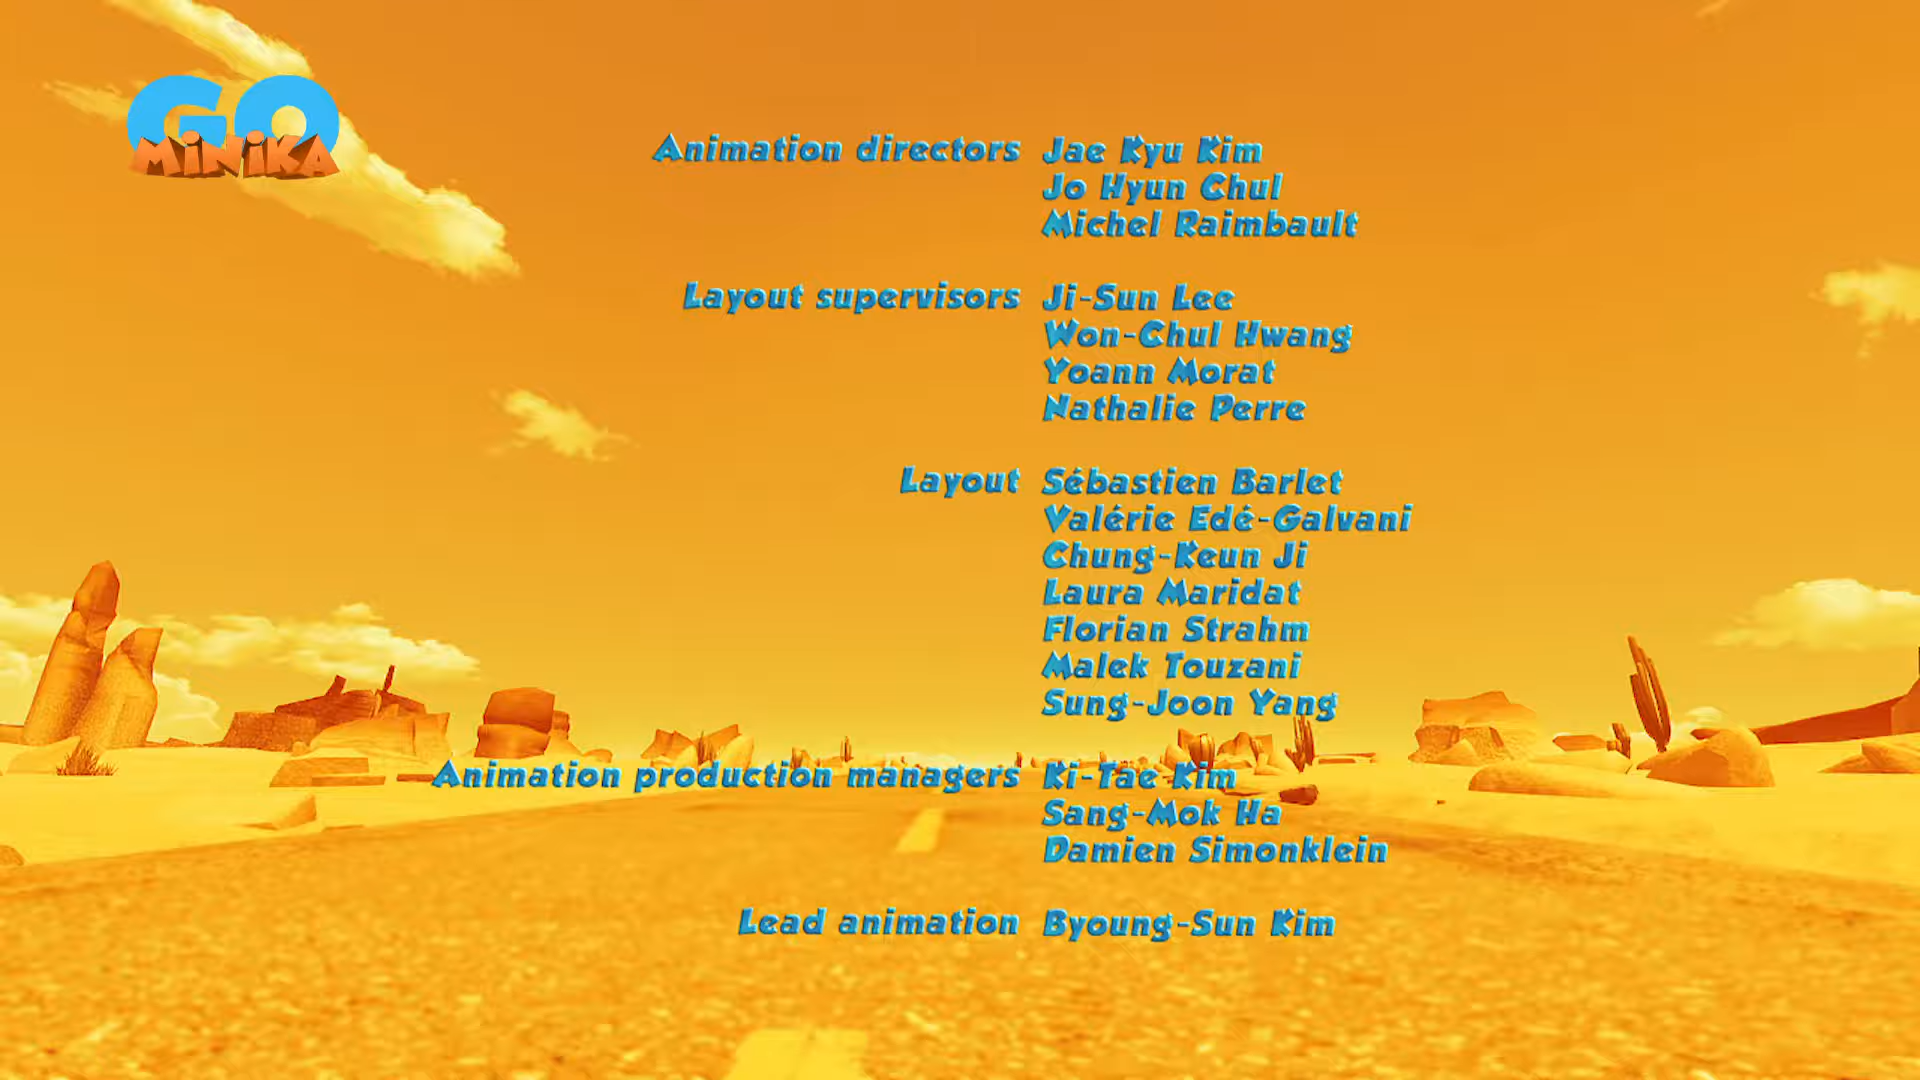 GO
MiNiKA
Animation directors Jae Kyu Kim
Jo Hyun Chul
Michel Raimbault
Layout supervisors Ji-Sun Lee
Won-Chul Hwang
Yoann Morat
Nathalie Perre
Layout Sébastien Barlet
Valérie Edé-Galvani
Chung-Keun Ji
Laura Maridat
Florian Strahm
Malek Touzani
Sung-Joon Yang
Animation production managers Ki-Tae Kim
Sang-Mok Ha
Damien Simonklein
Lead animation Byoung-Sun Kim